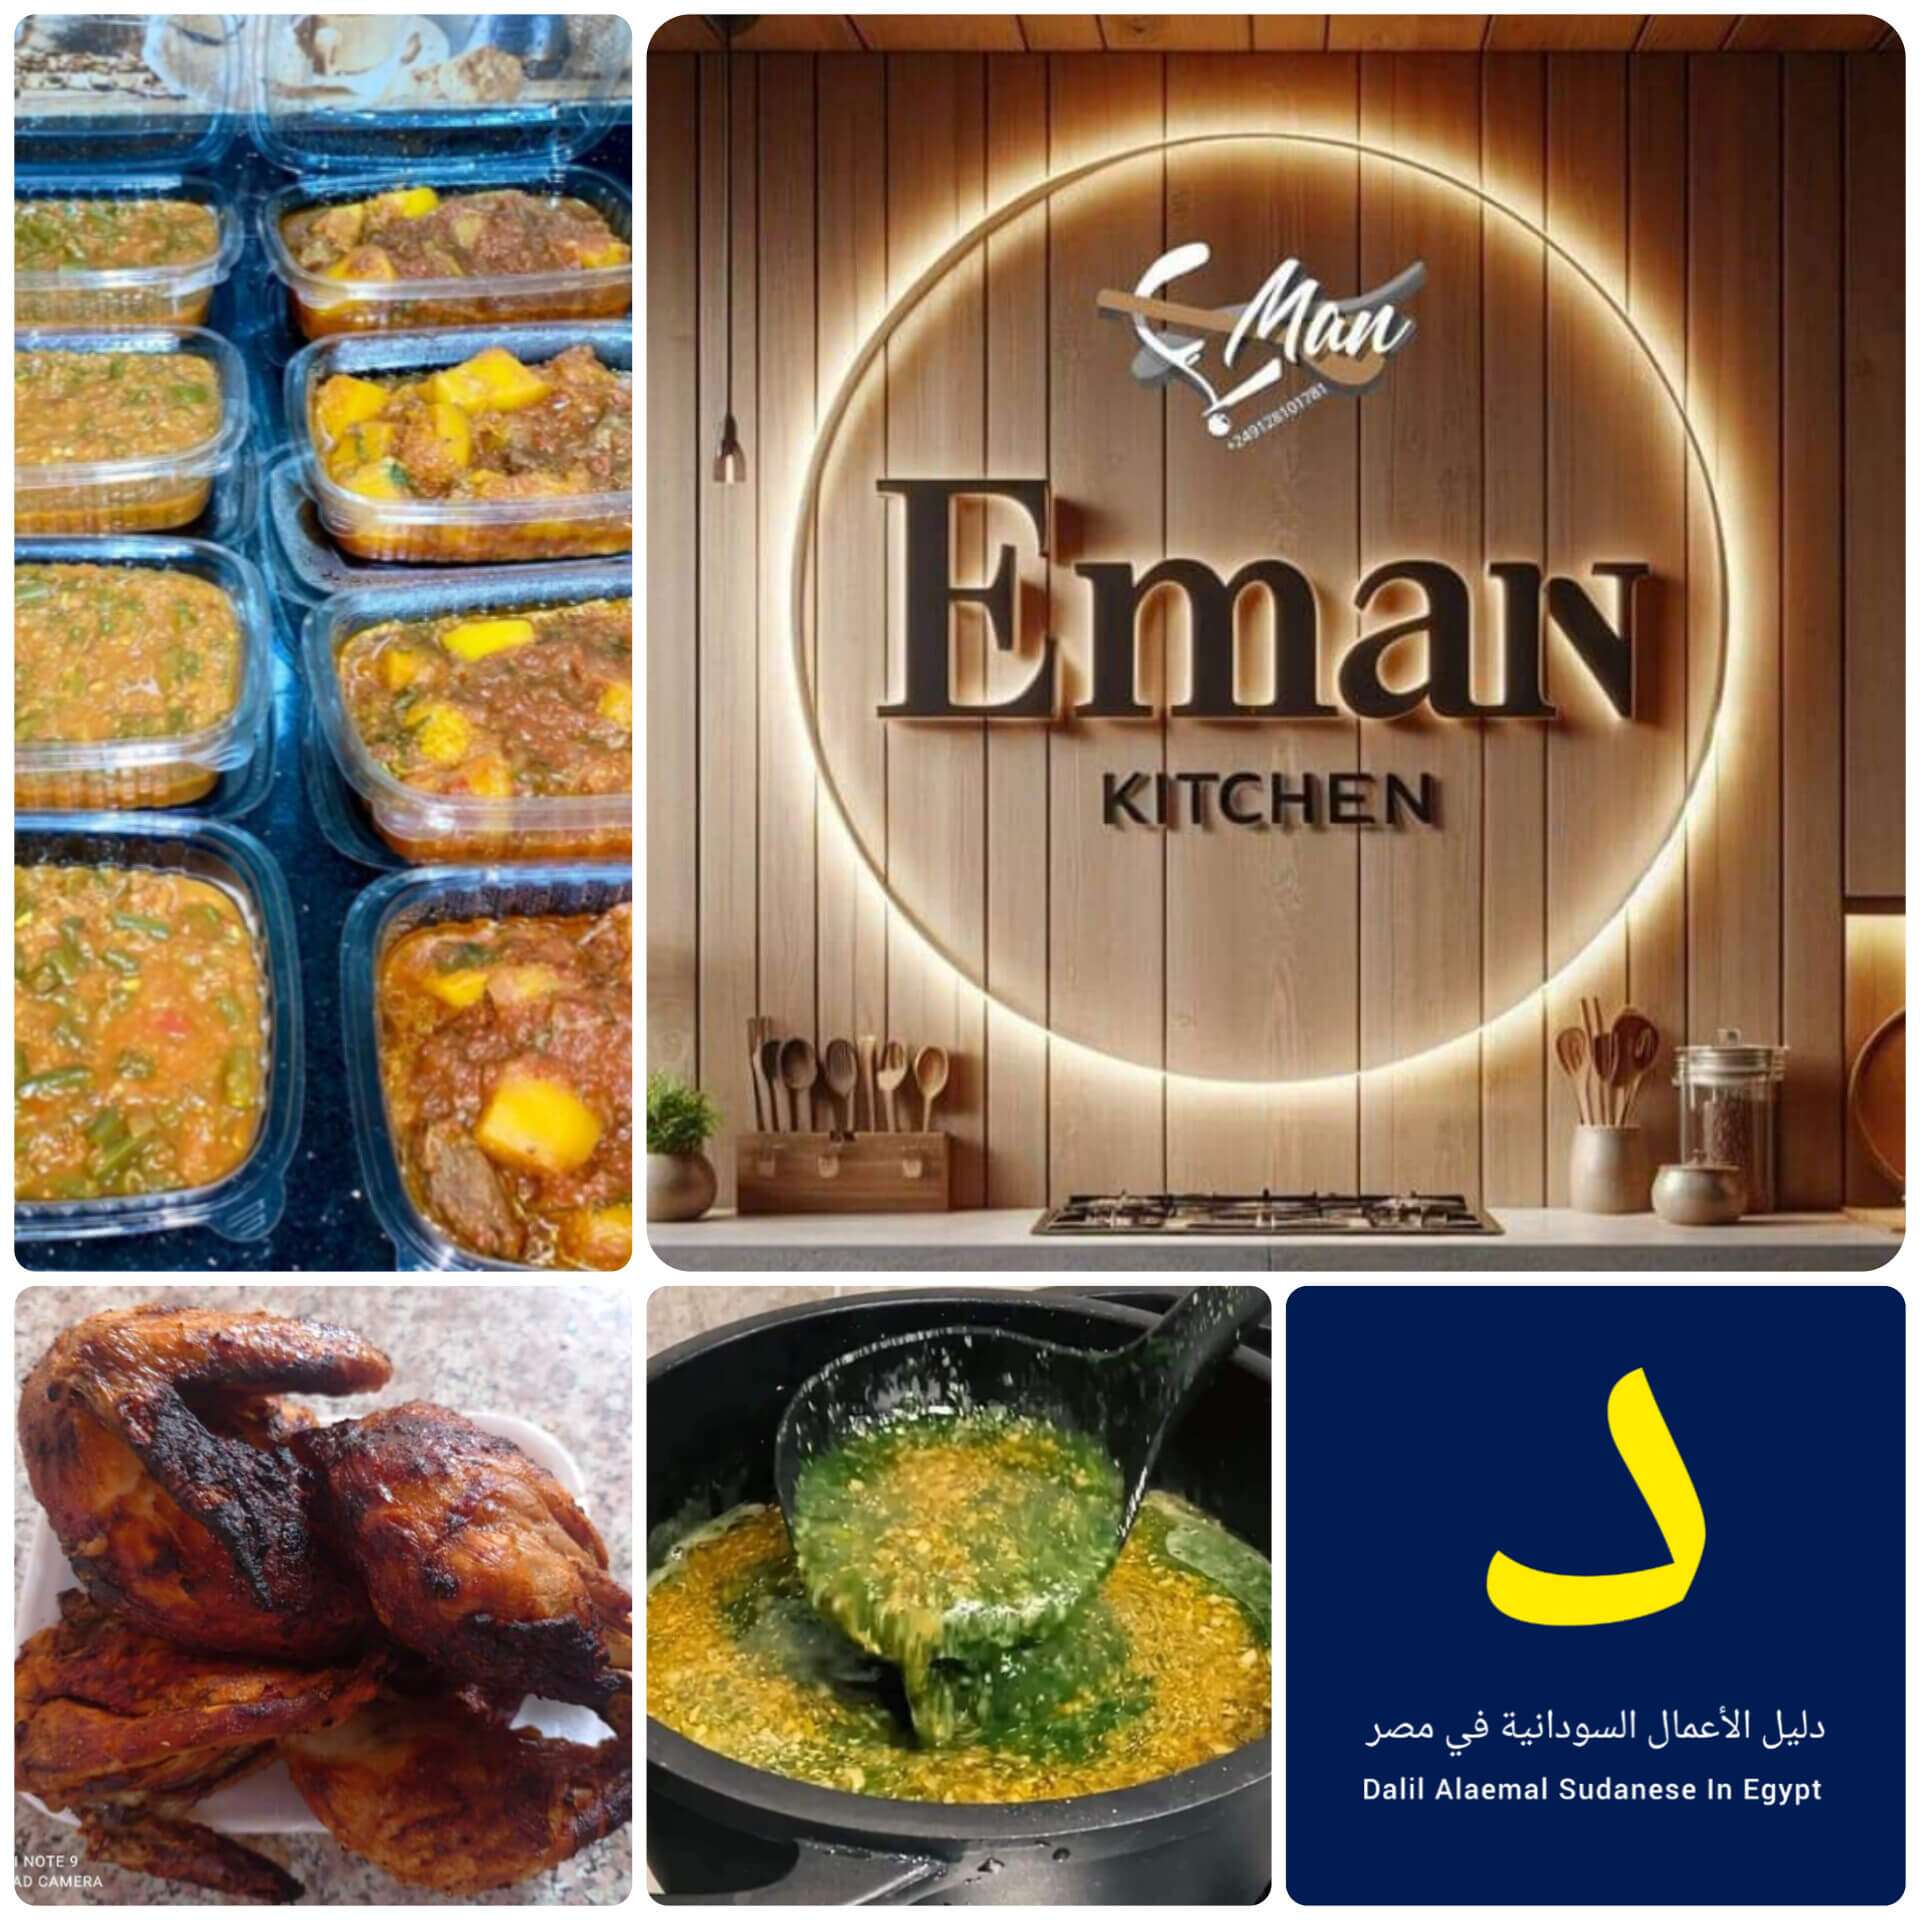 EMan
+249128101781
Eman
KITCHEN
I NOTE 9
AD CAMERA
دليل الأعمال السودانية في مصر
Dalil Alaemal Sudanese In Egypt